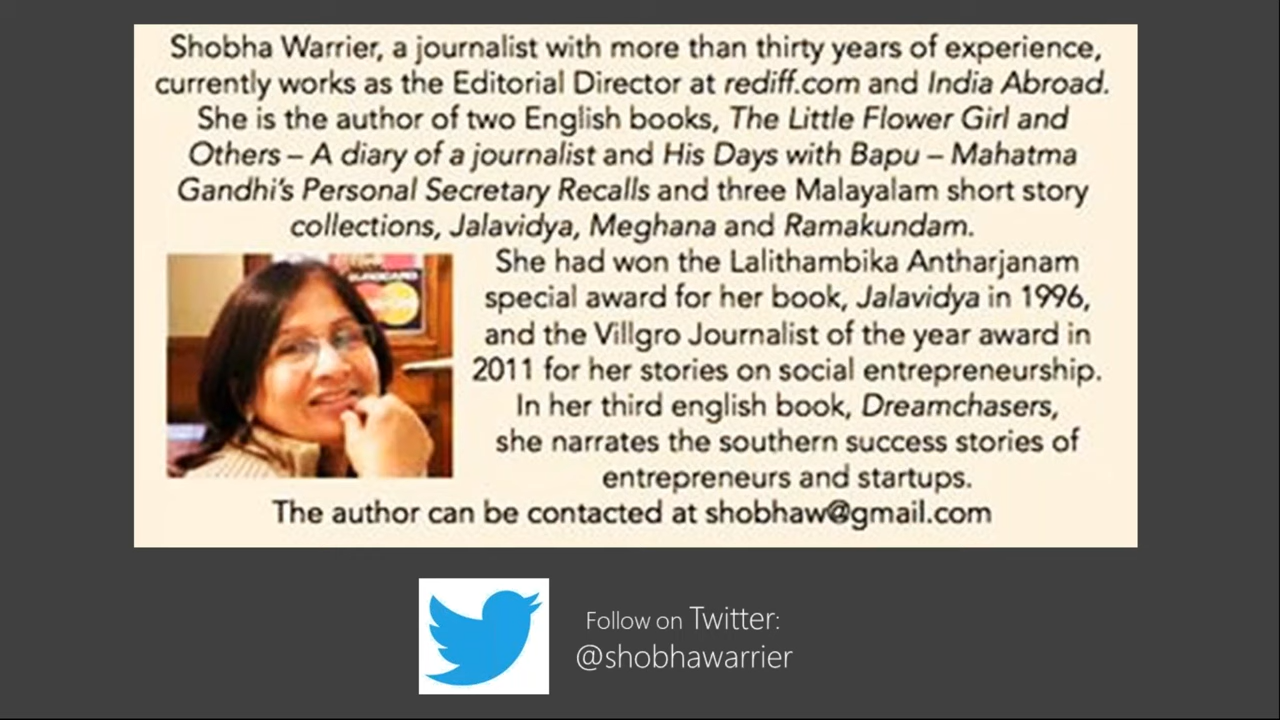 Shobha Warrier, a journalist with more than thirty years of experience,
currently works as the Editorial Director at rediff.com and India Abroad.
She is the author of two English books, The Little Flower Girl and
Others – A diary of a journalist and His Days with Bapu – Mahatma
Gandhi's Personal Secretary Recalls and three Malayalam short story
collections, Jalavidya, Meghana and Ramakundam.
She had won the Lalithambika Antharjanam
special award for her book, Jalavidya in 1996,
and the Villgro Journalist of the year award in
2011 for her stories on social entrepreneurship.
In her third english book, Dreamchasers,
she narrates the southern success stories of
entrepreneurs and startups.
The author can be contacted at shobhaw@gmail.com
Follow on Twitter:
@shobhawarrier